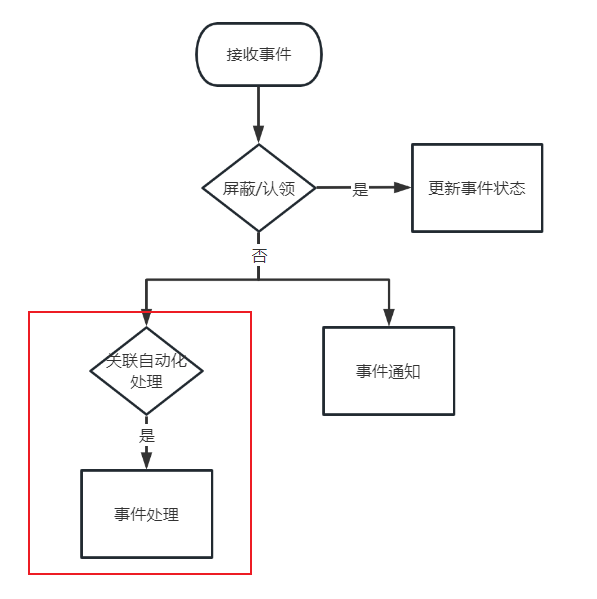 接收事件
屏蔽/认领
是
更新事件状态
否
关联自动化
处理
事件通知
是
事件处理